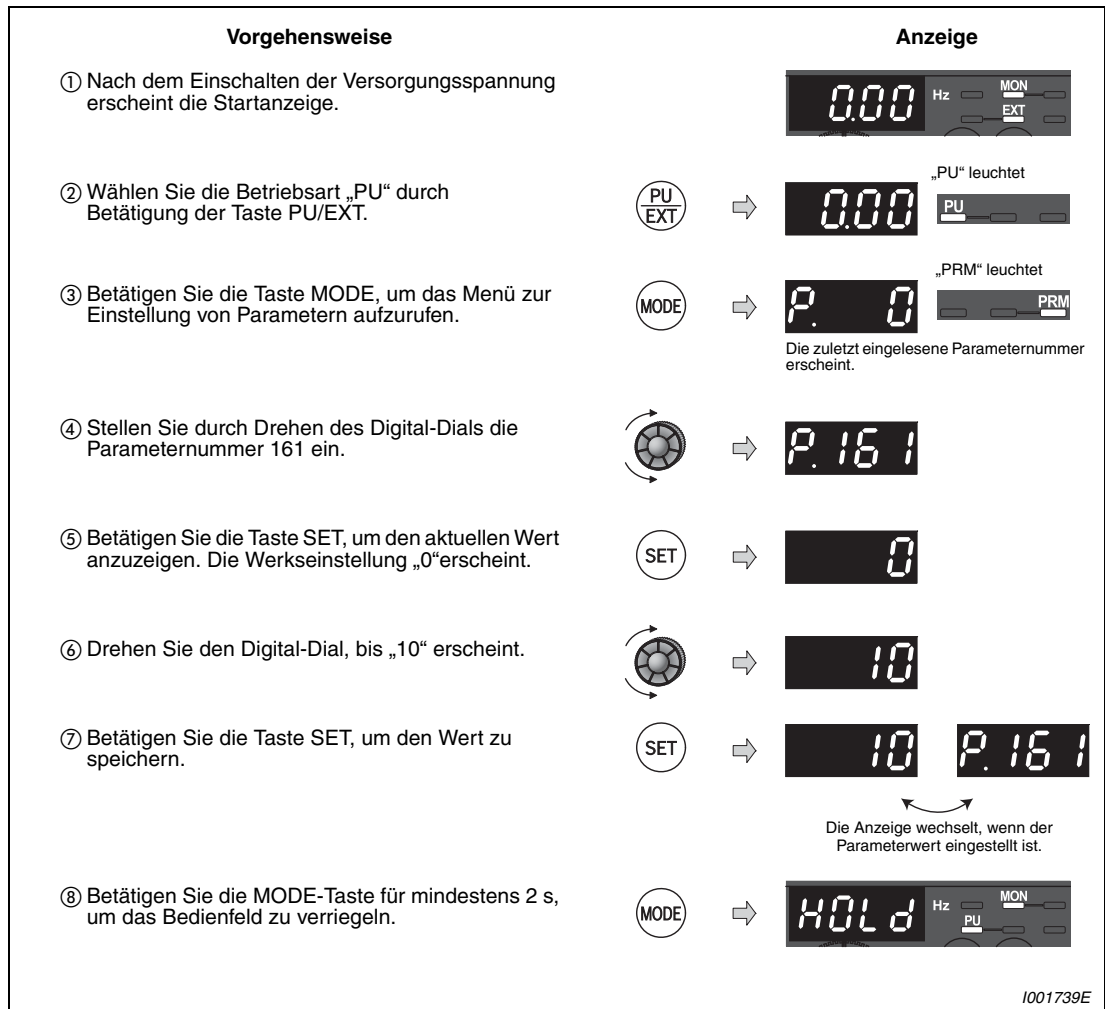 Vorgehensweise
Anzeige
① Nach dem Einschalten der Versorgungsspannung
erscheint die Startanzeige.
0.00 Hz MON
EXT
② Wählen Sie die Betriebsart „PU“ durch
Betätigung der Taste PU/EXT.
PU
EXT
0.00
„PU“ leuchtet
PU
③ Betätigen Sie die Taste MODE, um das Menü zur
Einstellung von Parametern aufzurufen.
MODE
P. 0
„PRM“ leuchtet
PRM
Die zuletzt eingelesene Parameternummer
erscheint.
④ Stellen Sie durch Drehen des Digital-Dials die
Parameternummer 161 ein.
P.161
⑤ Betätigen Sie die Taste SET, um den aktuellen Wert
anzuzeigen. Die Werkseinstellung „0“erscheint.
SET
0
⑥ Drehen Sie den Digital-Dial, bis „10“ erscheint.
10
⑦ Betätigen Sie die Taste SET, um den Wert zu
speichern.
SET
10 P.161
Die Anzeige wechselt, wenn der
Parameterwert eingestellt ist.
⑧ Betätigen Sie die MODE-Taste für mindestens 2 s,
um das Bedienfeld zu verriegeln.
MODE
HOLd Hz MON
PU
I001739E